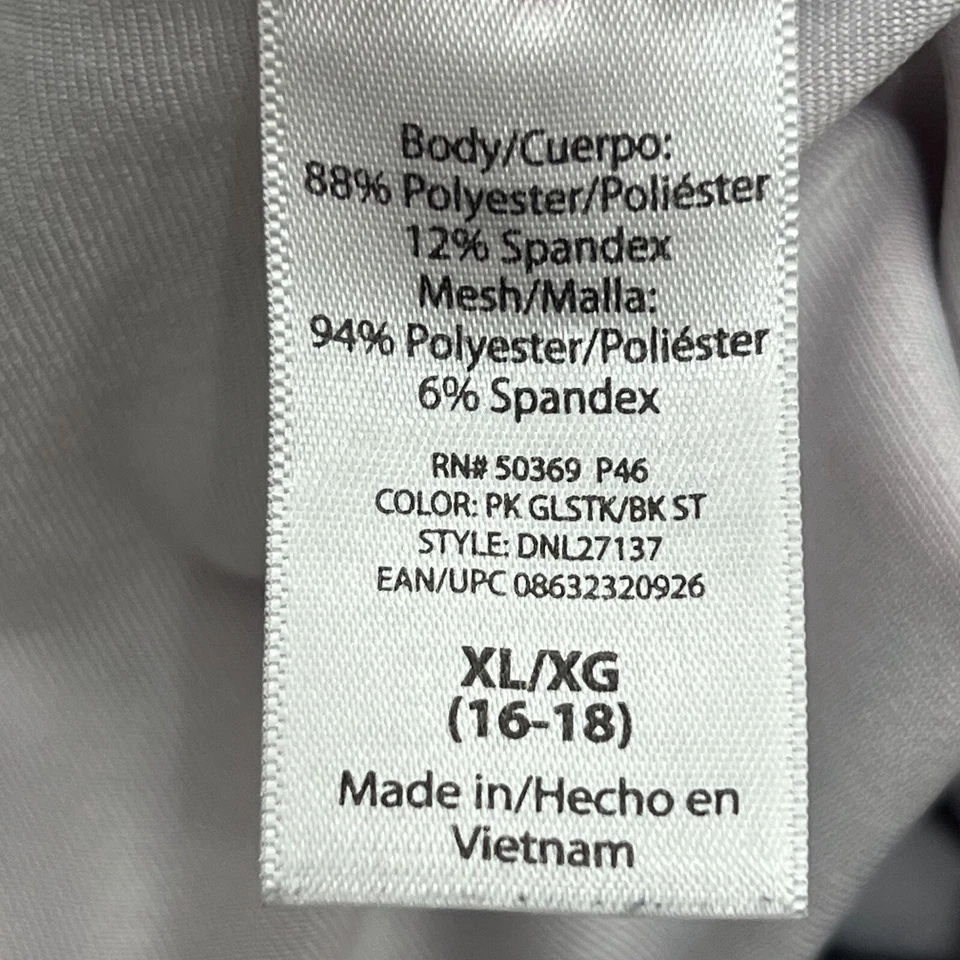 Body/Cuerpo:
88% Polyester/Poliéster
12% Spandex
Mesh/Malla:
94% Polyester/Poliéster
6% Spandex
RN# 50369 P46
COLOR: PK GLSTK/BK ST
STYLE: DNL27137
EAN/UPC 08632320926
XL/XG
(16-18)
Made in/Hecho en
Vietnam